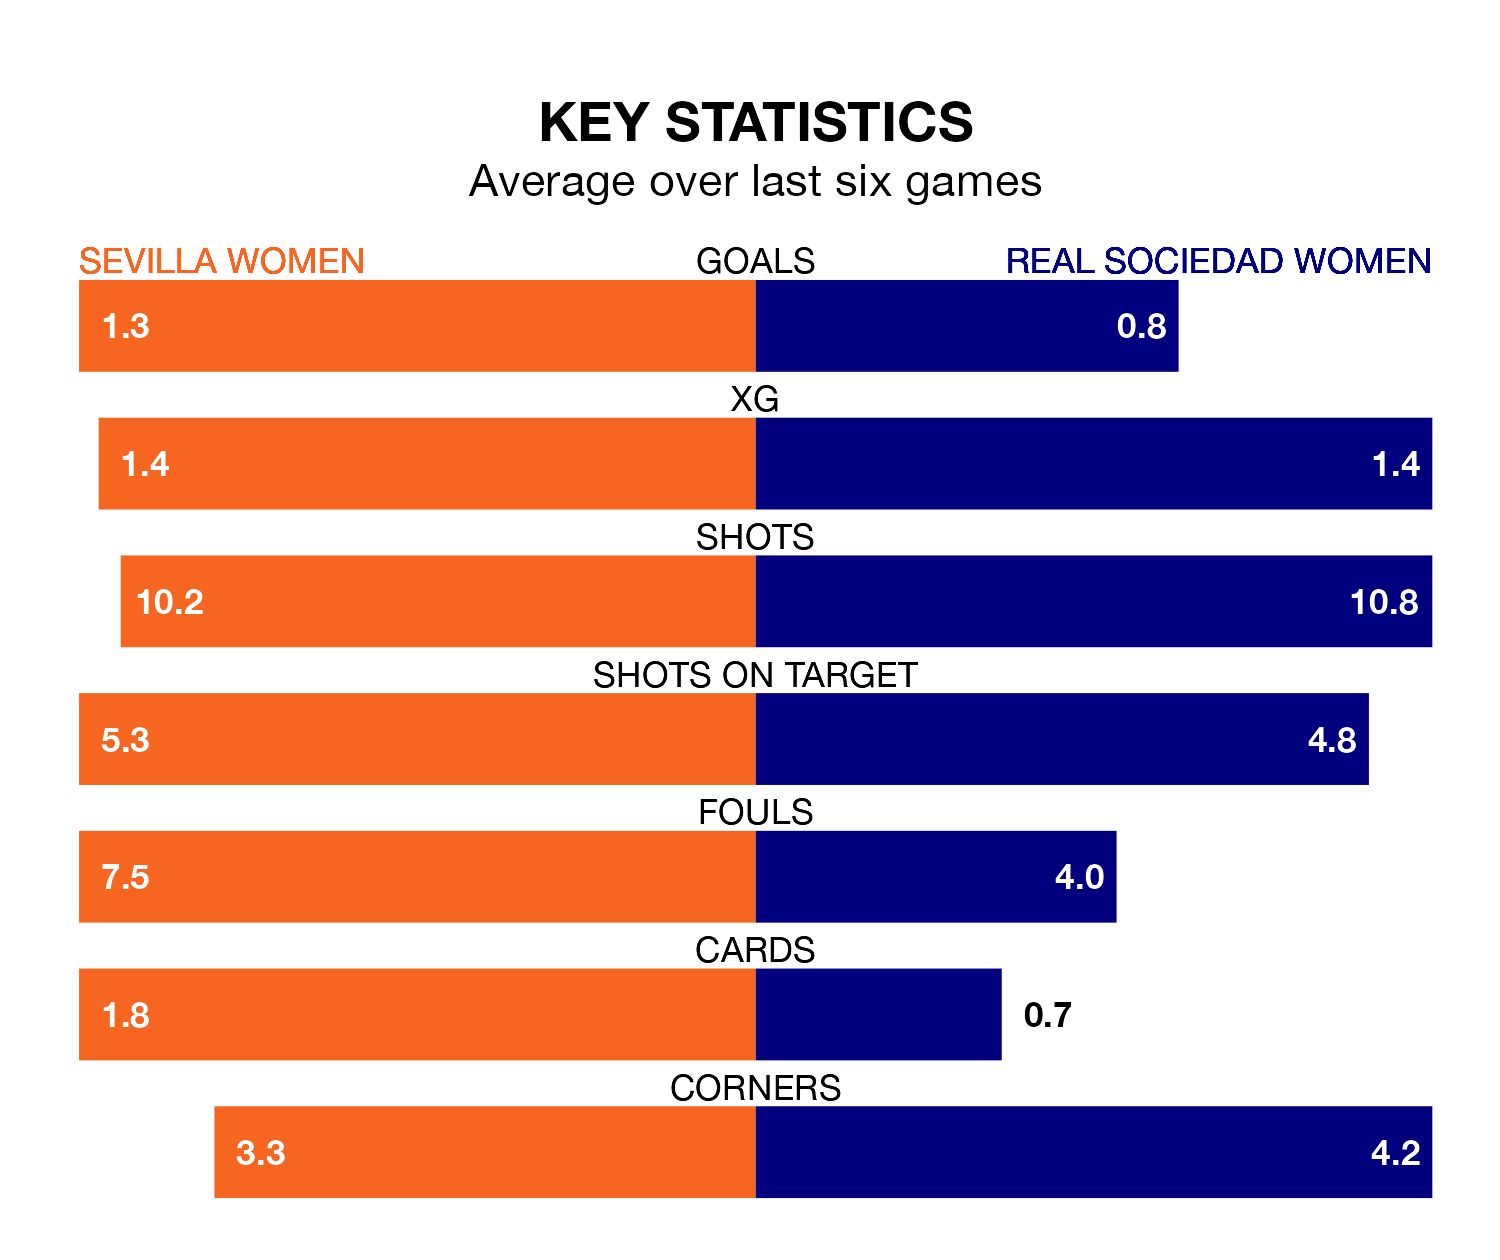 KEY STATISTICS
Average over last six games
SEVILLA WOMEN GOALS REAL SOCIEDAD WOMEN
1.3 0.8
XG
1.4 1.4
SHOTS
10.2 10.8
SHOTS ON TARGET
5.3 4.8
FOULS
7.5 4.0
CARDS
1.8 0.7
CORNERS
3.3 4.2